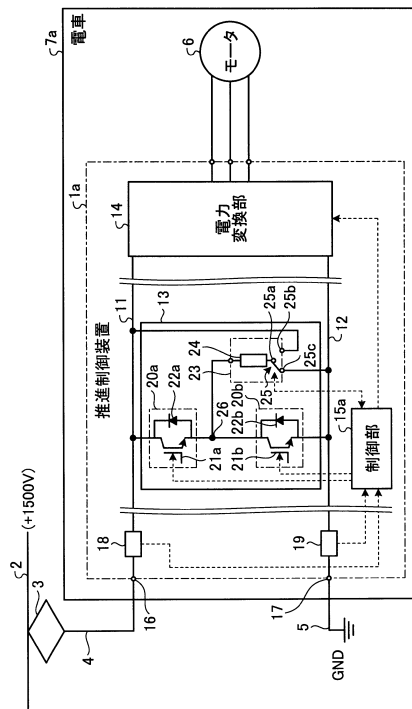 電車
7a
6
モータ
1a
14
電力
変換部
推進制御装置
11
13
12
20a
22a
21a
26
23
24
25
25a
25b
25c
20b
22b
21b
15a
制御部
18
19
16
17
(+1500V)
2
3
4
5
GND